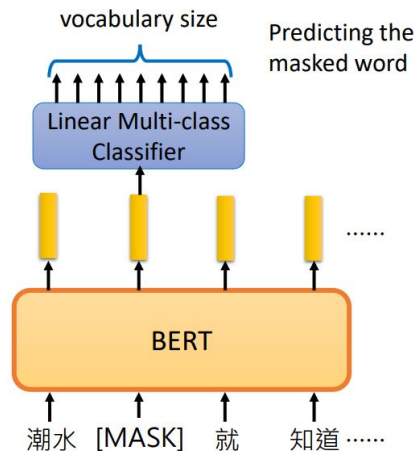 vocabulary size
Predicting the
masked word
Linear Multi-class
Classifier
......
BERT
潮水 [MASK] 就 知道 ......